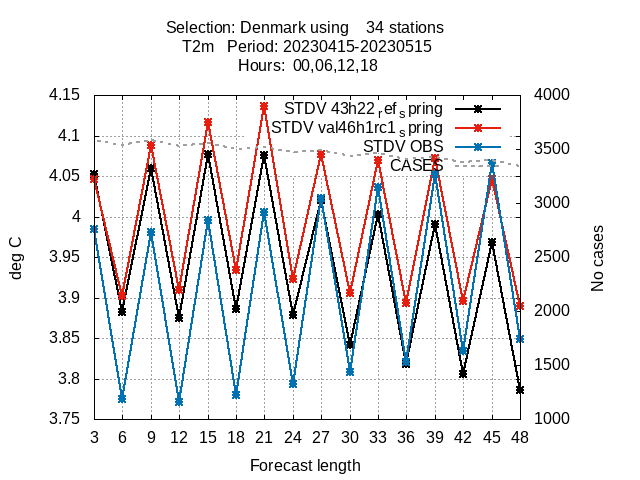 Selection: Denmark using    34 stations
T2m   Period: 20230415-20230515
Hours:  00,06,12,18
4.15
4.1
4.05
4
3.95
3.9
3.85
3.8
3.75
deg C
STDV 43h22_ref_spring
STDV val46h1rc1_spring
STDV OBS
CASES
4000
3500
3000
2500
2000
1500
1000
No cases
3 6 9 12 15 18 21 24 27 30 33 36 39 42 45 48
Forecast length